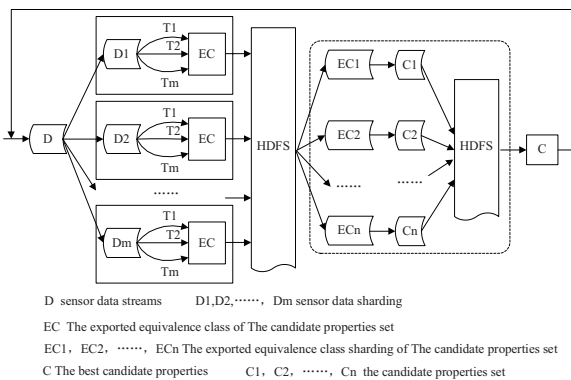 T1
D1
T2
EC
Tm
T1
D
D2
T2
EC
Tm
……
T1
Dm
T2
EC
Tm
HDFS
EC1
C1
EC2
C2
……
……
ECn
Cn
HDFS
C
D sensor data streams D1,D2,……, Dm sensor data sharding
EC The exported equivalence class of The candidate properties set
EC1, EC2, ……, ECn The exported equivalence class sharding of The candidate properties set
C The best candidate properties C1, C2, ……, Cn the candidate properties set